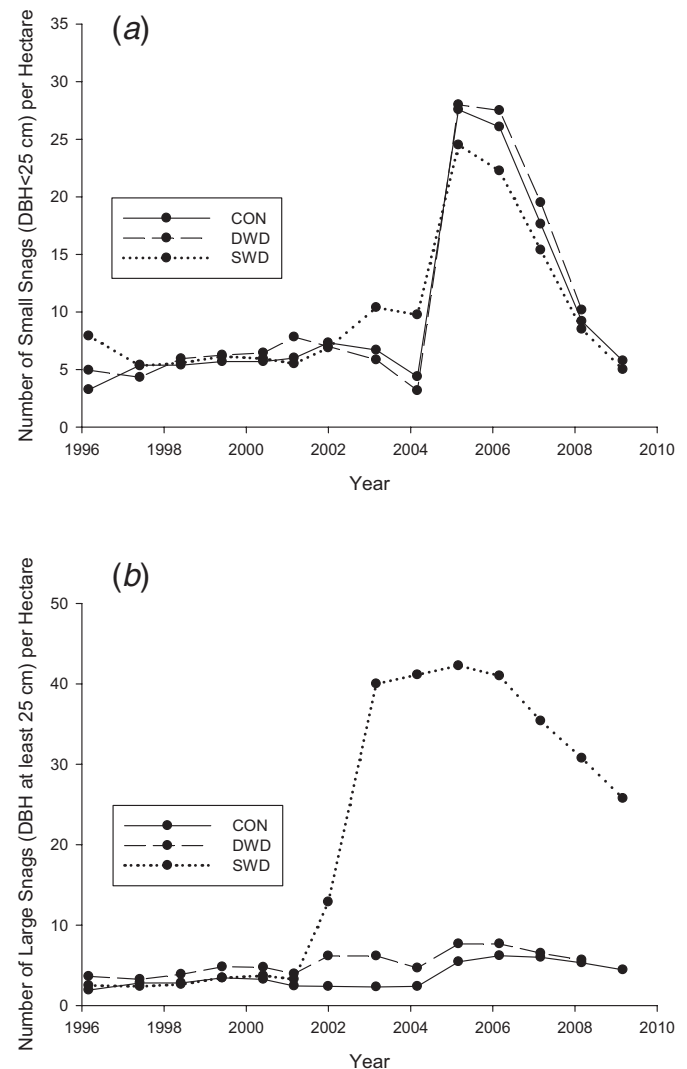 (a)
Number of Small Snags (DBH<25 cm) per Hectare
35
30
25
20
15
10
5
0
CON
DWD
SWD
1996 1998 2000 2002 2004 2006 2008 2010
Year
(b)
Number of Large Snags (DBH at least 25 cm) per Hectare
50
40
30
20
10
0
CON
DWD
SWD
1996 1998 2000 2002 2004 2006 2008 2010
Year